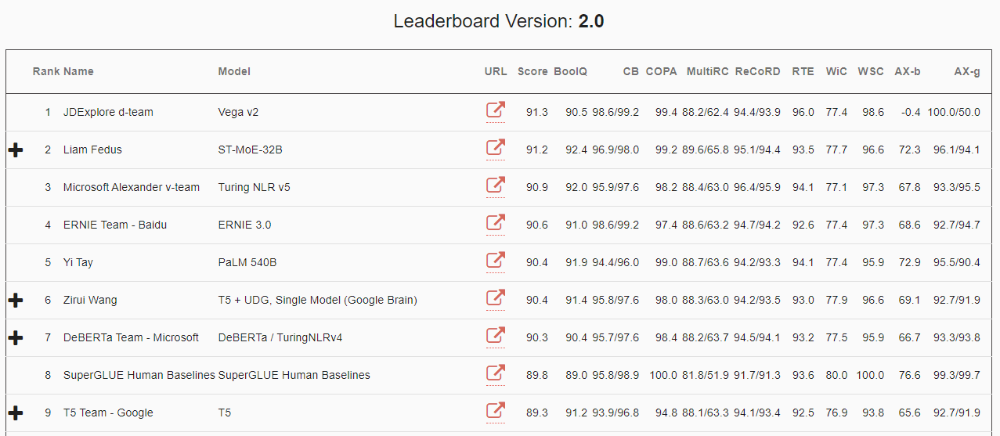 Leaderboard Version: 2.0
Rank Name Model URL Score BoolQ CB COPA MultiRC ReCoRD RTE WiC WSC AX-b AX-g
1 JDExplore d-team Vega v2 91.3 90.5 98.6/99.2 99.4 88.2/62.4 94.4/93.9 96.0 77.4 98.6 -0.4 100.0/50.0
2 Liam Fedus ST-MoE-32B 91.2 92.4 96.9/98.0 99.2 89.6/65.8 95.1/94.4 93.5 77.7 96.6 72.3 96.1/94.1
3 Microsoft Alexander v-team Turing NLR v5 90.9 92.0 95.9/97.6 98.2 88.4/63.0 96.4/95.9 94.1 77.1 97.3 67.8 93.3/95.5
4 ERNIE Team - Baidu ERNIE 3.0 90.6 91.0 98.6/99.2 97.4 88.6/63.2 94.7/94.2 92.6 77.4 97.3 68.6 92.7/94.7
5 Yi Tay PaLM 540B 90.4 91.9 94.4/96.0 99.0 88.7/63.6 94.2/93.3 94.1 77.4 95.9 72.9 95.5/90.4
6 Zirui Wang T5 + UDG, Single Model (Google Brain) 90.4 91.4 95.8/97.6 98.0 88.3/63.0 94.2/93.5 93.0 77.9 96.6 69.1 92.7/91.9
7 DeBERTa Team - Microsoft DeBERTa / TuringNLRv4 90.3 90.4 95.7/97.6 98.4 88.2/63.7 94.5/94.1 93.2 77.5 95.9 66.7 93.3/93.8
8 SuperGLUE Human Baselines SuperGLUE Human Baselines 89.8 89.0 95.8/98.9 100.0 81.8/51.9 91.7/91.3 93.6 80.0 100.0 76.6 99.3/99.7
9 T5 Team - Google T5 89.3 91.2 93.9/96.8 94.8 88.1/63.3 94.1/93.4 92.5 76.9 93.8 65.6 92.7/91.9